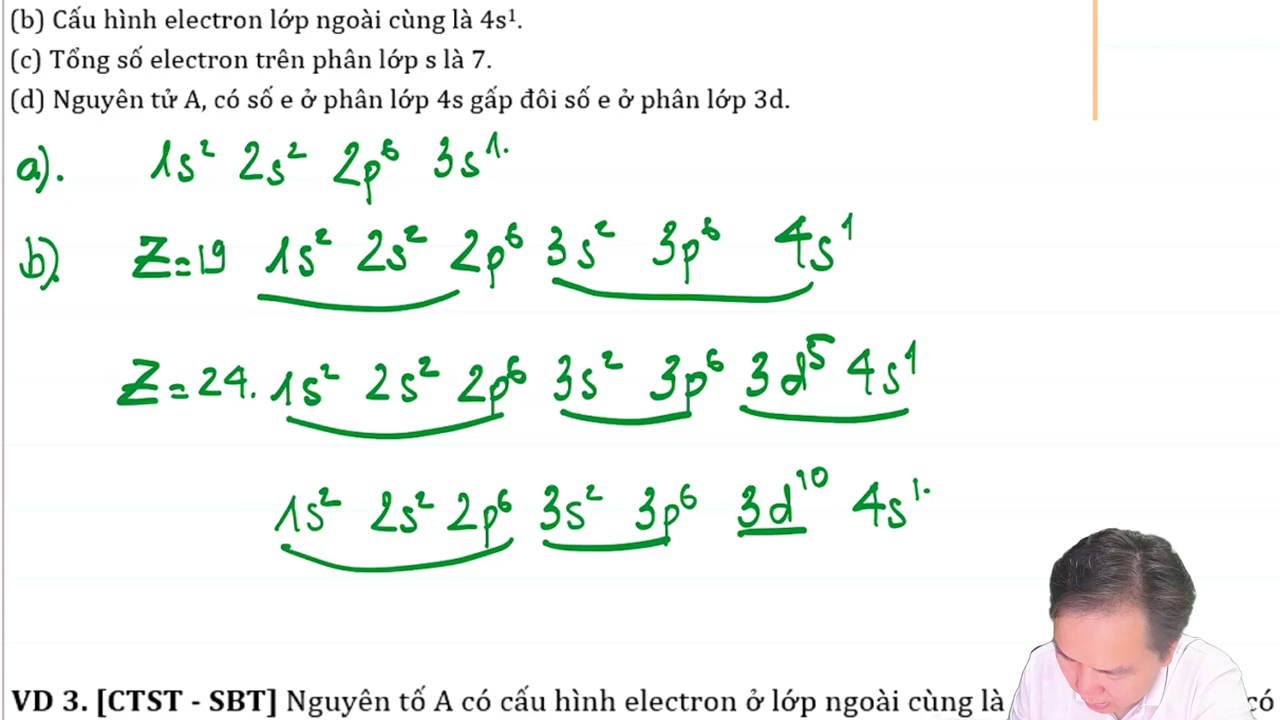 (b) Cấu hình electron lớp ngoài cùng là 4s¹.
(c) Tổng số electron trên phân lớp s là 7.
(d) Nguyên tử A, có số e ở phân lớp 4s gấp đôi số e ở phân lớp 3d.
a). 1s² 2s² 2p⁶ 3s¹.
b). Z=19 1s² 2s² 2p⁶ 3s² 3p⁶ 4s¹
Z=24. 1s² 2s² 2p⁶ 3s² 3p⁶ 3d⁵ 4s¹
1s² 2s² 2p⁶ 3s² 3p⁶ 3d¹⁰ 4s¹.
VD 3. [CTST - SBT] Nguyên tố A có cấu hình electron ở lớp ngoài cùng là có